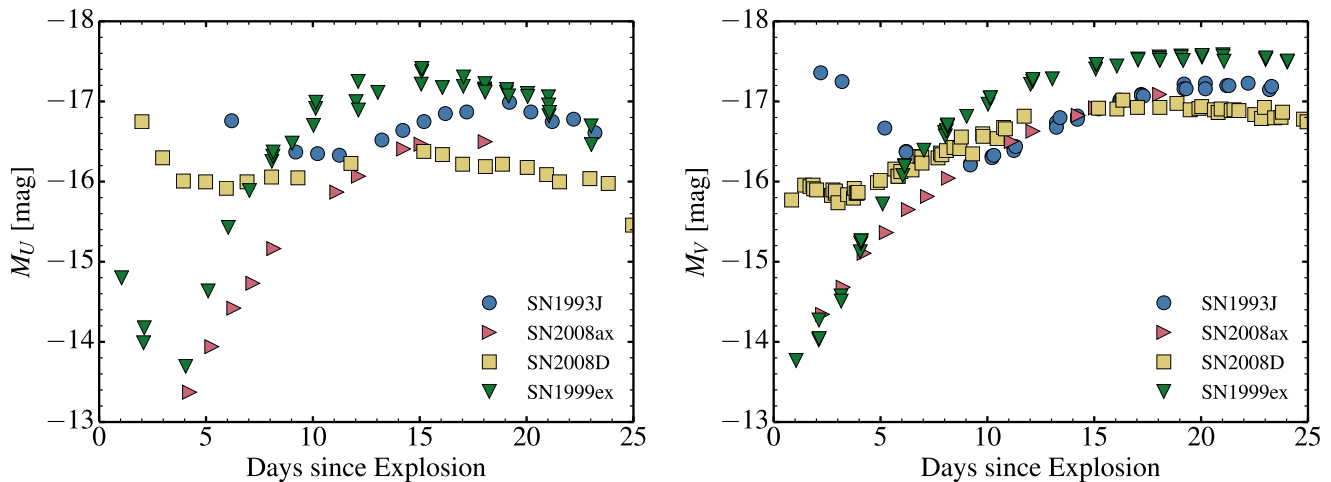 −18
−17
−16
−15
−14
−13
M_U [mag]
0 5 10 15 20 25
Days since Explosion
SN1993J
SN2008ax
SN2008D
SN1999ex
−18
−17
−16
−15
−14
−13
M_V [mag]
0 5 10 15 20 25
Days since Explosion
SN1993J
SN2008ax
SN2008D
SN1999ex